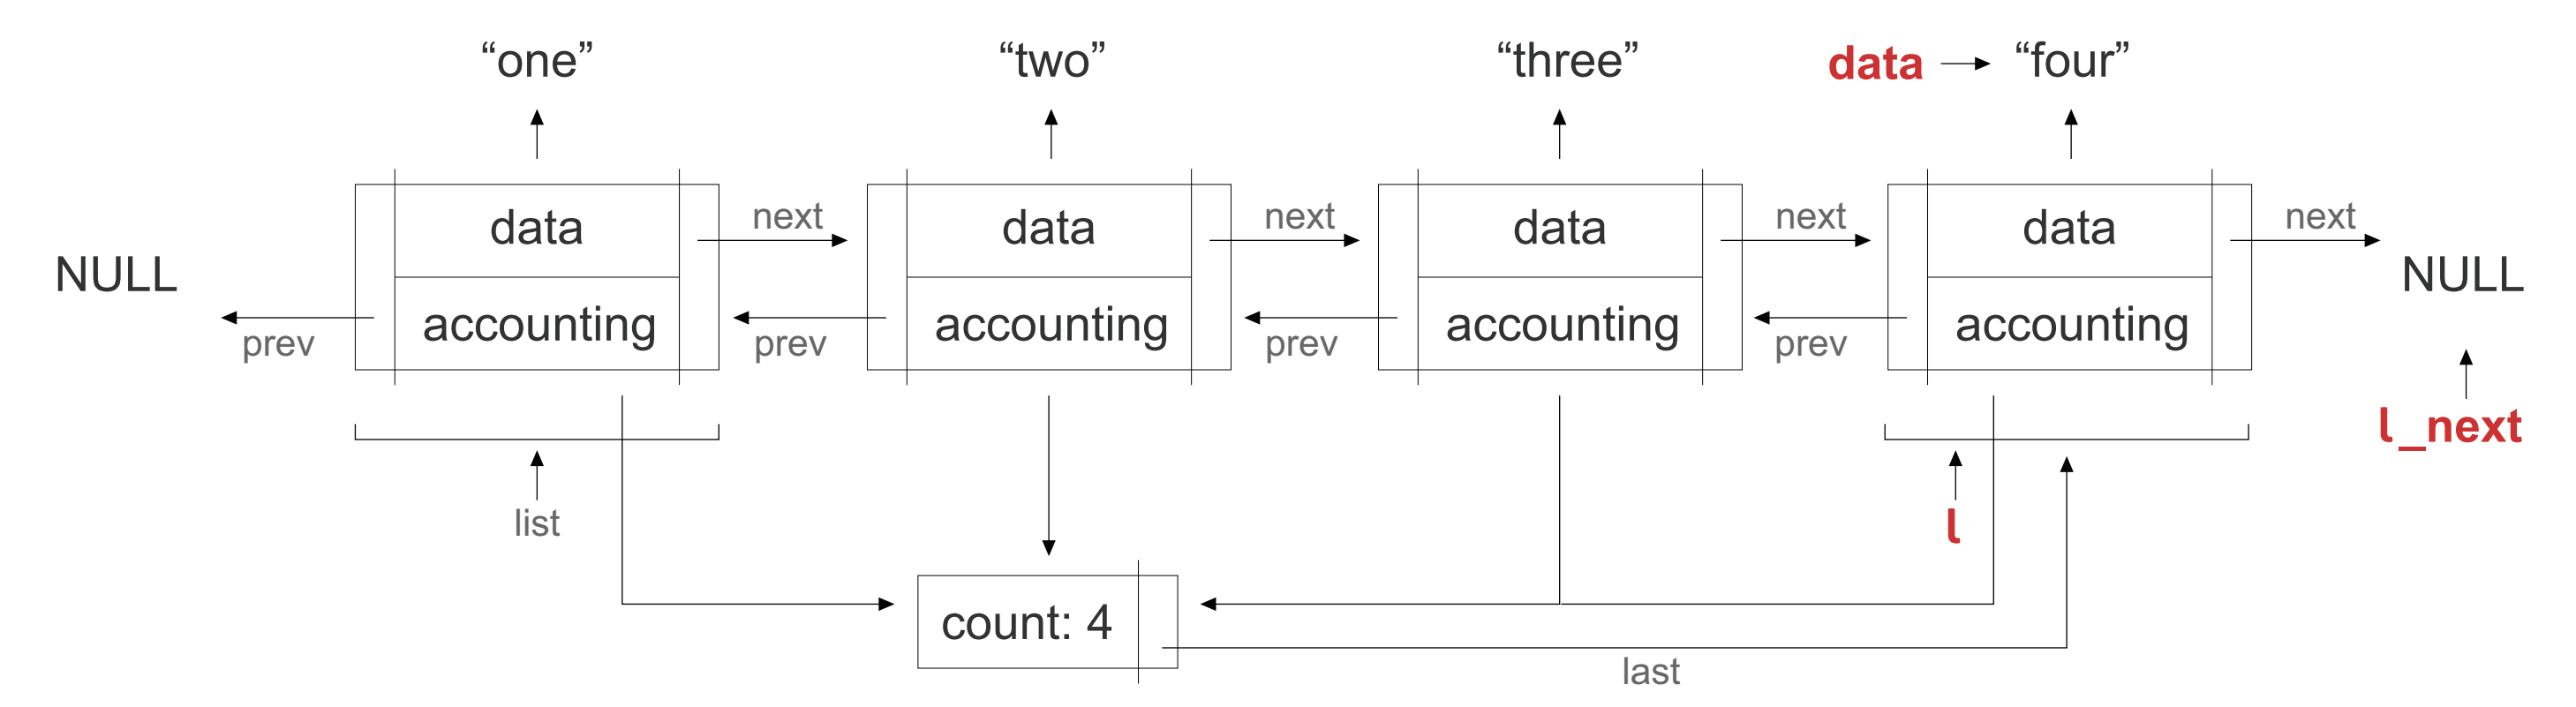 “one” “two” “three” data “four”
data data data data
next next next next
NULL NULL
accounting accounting accounting accounting
prev prev prev prev
l_next
list l
count: 4
last